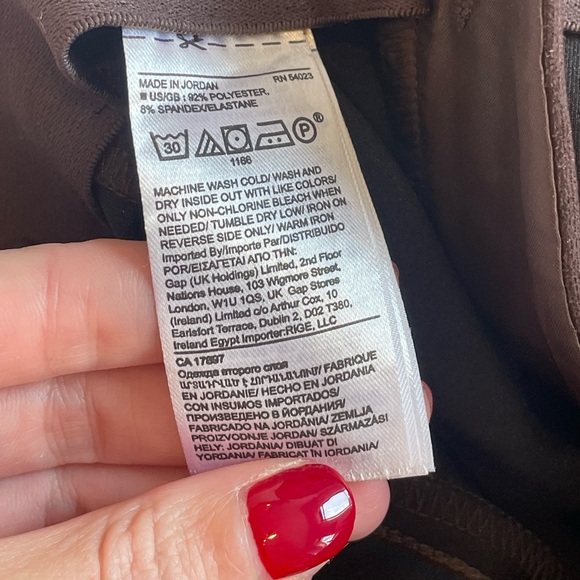 MADE IN JORDAN RN 54023
US/GB : 92% POLYESTER,
8% SPANDEX/ELASTANE
30 P
1166
MACHINE WASH COLD/ WASH AND
DRY INSIDE OUT WITH LIKE COLORS/
ONLY NON-CHLORINE BLEACH WHEN
NEEDED/ TUMBLE DRY LOW/ IRON ON
REVERSE SIDE ONLY/ WARM IRON
Imported By/Importe Par/DISTRIBUIDO
POR/ΕΙΣΑΓΕΤΑΙ ΑΠΟ ΤΗΝ:
Gap (UK Holdings) Limited, 2nd Floor
Nations House, 103 Wigmore Street,
London, W1U 1QS, UK Gap Stores
(Ireland) Limited c/o Arthur Cox, 10
Earlsfort Terrace, Dublin 2, D02 T380,
Ireland Egypt Importer:RIGE, LLC
CA 17897
Одежда второго слоя
ԱՐՏԱԴՐՎԱԾ Է ՀՈՐԴԱՆԱՆՈՒՄ/ FABRIQUE
EN JORDANIE/ HECHO EN JORDANIA
CON INSUMOS IMPORTADOS/
ПРОИЗВЕДЕНО В ИОРДАНИИ/
FABRICADO NA JORDÂNIA/ ZEMLJA
PROIZVODNJE JORDAN/ SZÁRMAZÁSI
HELY: JORDÁNIA/ DIBUAT DI
YORDANIA/ FABRICAT ÎN IORDANIA/